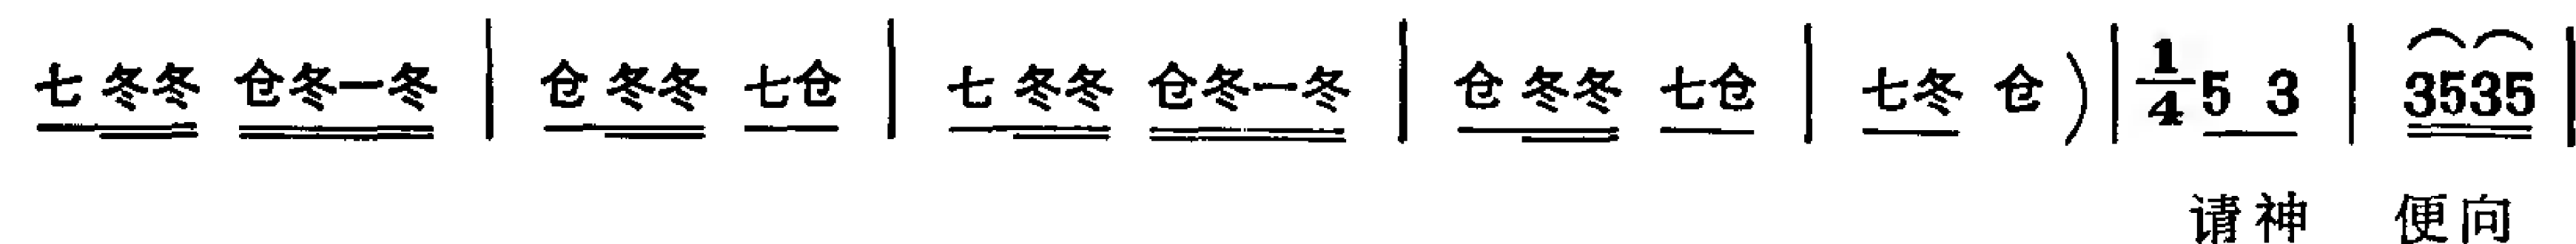 七 冬冬 仓冬一冬 | 仓 冬冬 七仓 | 七 冬冬 仓冬一冬 | 仓 冬冬 七仓 | 七冬 仓 ) | 1/4 5 3 | 3535 |
请神 便向